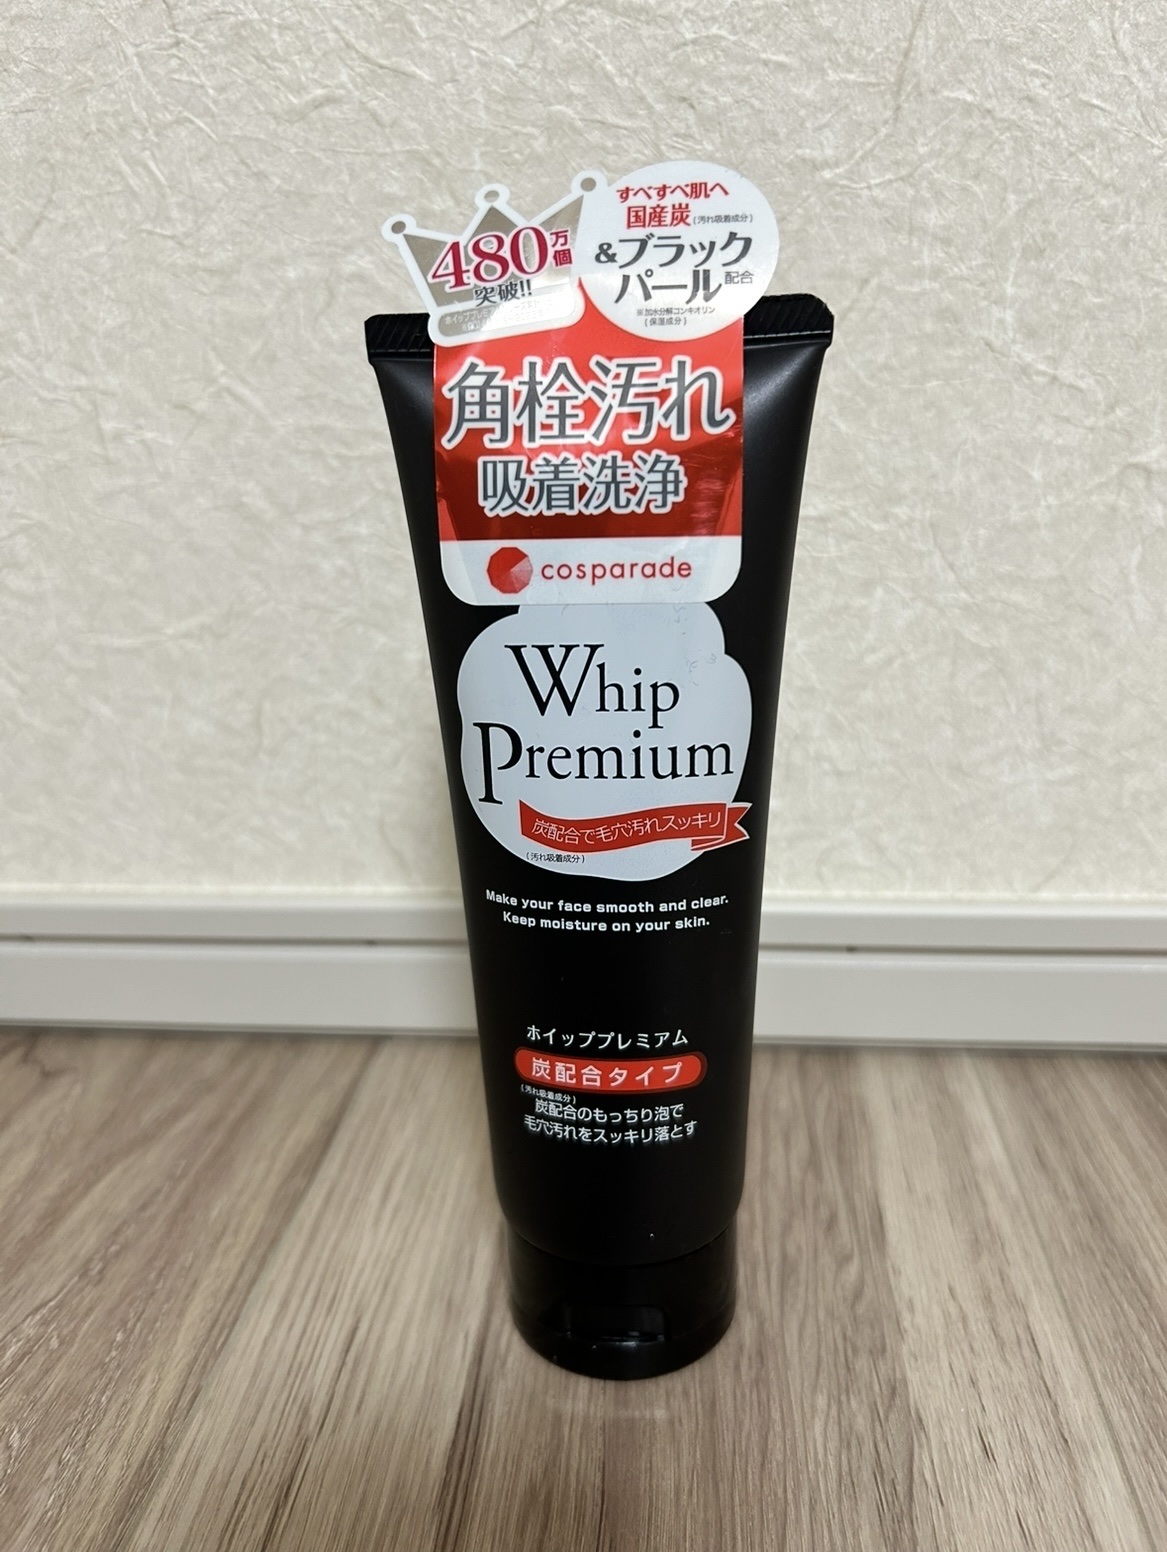 480万個
突破!!
すべすべ肌へ
国産炭(汚れ吸着成分)
&ブラック
パール配合
※加水分解コンキオリン
(保湿成分)
角栓汚れ
吸着洗浄
cosparade
Whip
Premium
炭配合で毛穴汚れスッキリ
(汚れ吸着成分)
Make your face smooth and clear.
Keep moisture on your skin.
ホイッププレミアム
炭配合タイプ
(汚れ吸着成分)
炭配合のもっちり泡で
毛穴汚れをスッキリ落とす